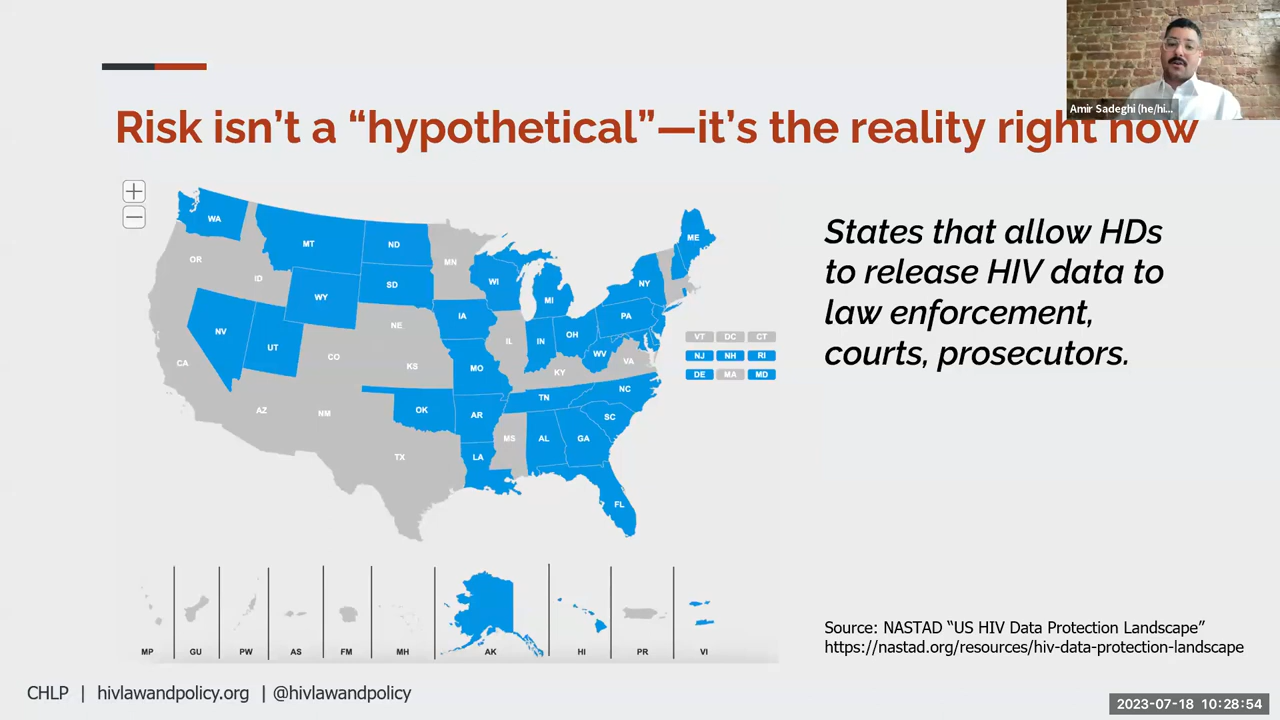 Amir Sadeghi (he/hi...
Risk isn't a “hypothetical”—it's the reality right now
+
−
WA
MT
ND
MN
ME
OR
ID
SD
WI
NY
WY
MI
IA
PA
NV
UT
NE
IL
IN
OH
VT DC CT
CA
CO
KS
MO
WV
VA
NJ NH RI
KY
DE MA MD
AZ
NM
OK
AR
TN
NC
SC
MS
AL
GA
TX
LA
FL
States that allow HDs
to release HIV data to
law enforcement,
courts, prosecutors.
MP GU PW AS FM MH AK HI PR VI
Source: NASTAD “US HIV Data Protection Landscape”
https://nastad.org/resources/hiv-data-protection-landscape
CHLP | hivlawandpolicy.org | @hivlawandpolicy
2023-07-18 10:28:54